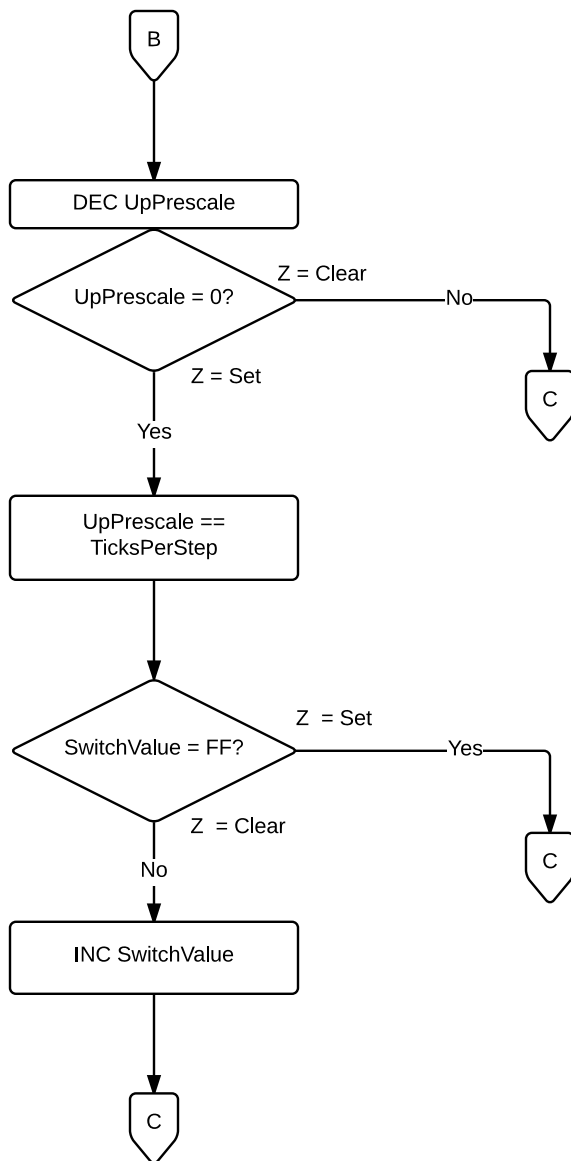 B
DEC UpPrescale
Z = Clear
UpPrescale = 0?
No
Z = Set
C
Yes
UpPrescale ==
TicksPerStep
Z  = Set
SwitchValue = FF?
Yes
Z  = Clear
C
No
INC SwitchValue
C